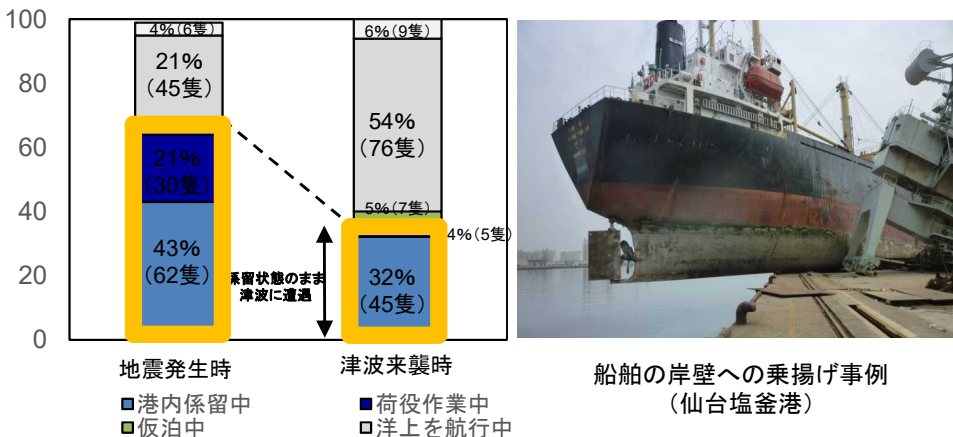 100
80
60
40
20
0
4%(6隻)
21%
(45隻)
21%
(30隻)
43%
(62隻)
6%(9隻)
54%
(76隻)
5%(7隻)
4%(5隻)
32%
(45隻)
係留状態のまま
津波に遭遇
地震発生時
津波来襲時
港内係留中
荷役作業中
仮泊中
洋上を航行中
船舶の岸壁への乗揚げ事例
(仙台塩釜港)